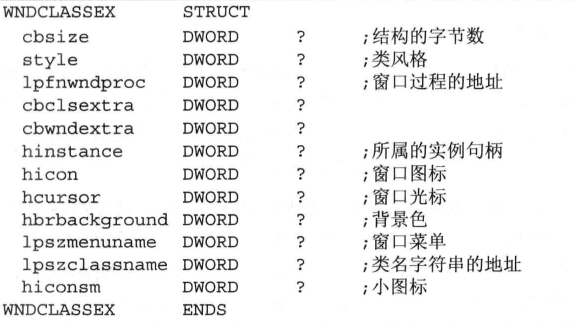 WNDCLASSEX STRUCT
cbsize DWORD ? ;结构的字节数
style DWORD ? ;类风格
lpfnwndproc DWORD ? ;窗口过程的地址
cbclsextra DWORD ?
cbwndextra DWORD ?
hinstance DWORD ? ;所属的实例句柄
hicon DWORD ? ;窗口图标
hcursor DWORD ? ;窗口光标
hbrbackground DWORD ? ;背景色
lpszmenuname DWORD ? ;窗口菜单
lpszclassname DWORD ? ;类名字符串的地址
hiconsm DWORD ? ;小图标
WNDCLASSEX ENDS